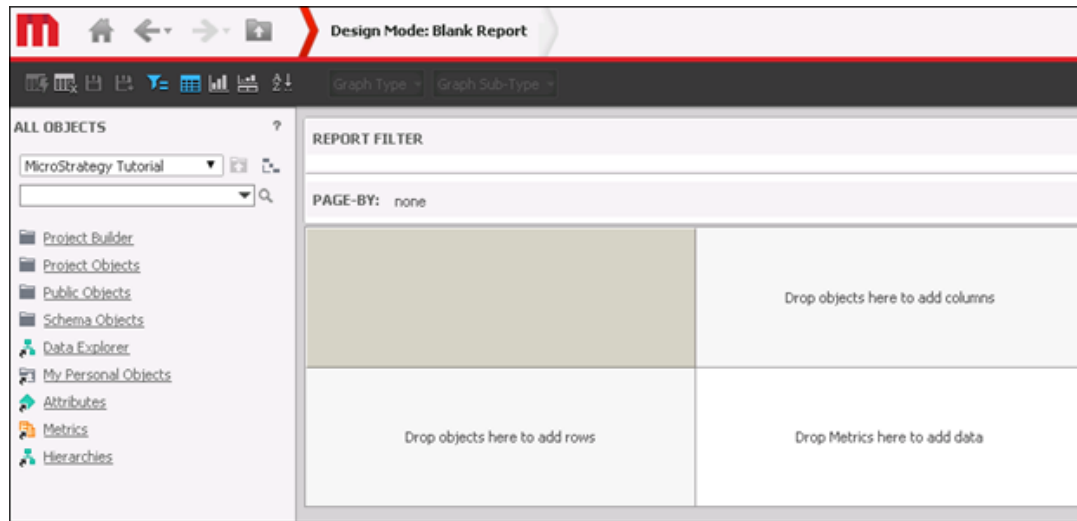 Design Mode: Blank Report
Graph Type
Graph Sub-Type
ALL OBJECTS ?
MicroStrategy Tutorial
Project Builder
Project Objects
Public Objects
Schema Objects
Data Explorer
My Personal Objects
Attributes
Metrics
Hierarchies
REPORT FILTER
PAGE-BY: none
Drop objects here to add columns
Drop objects here to add rows
Drop Metrics here to add data